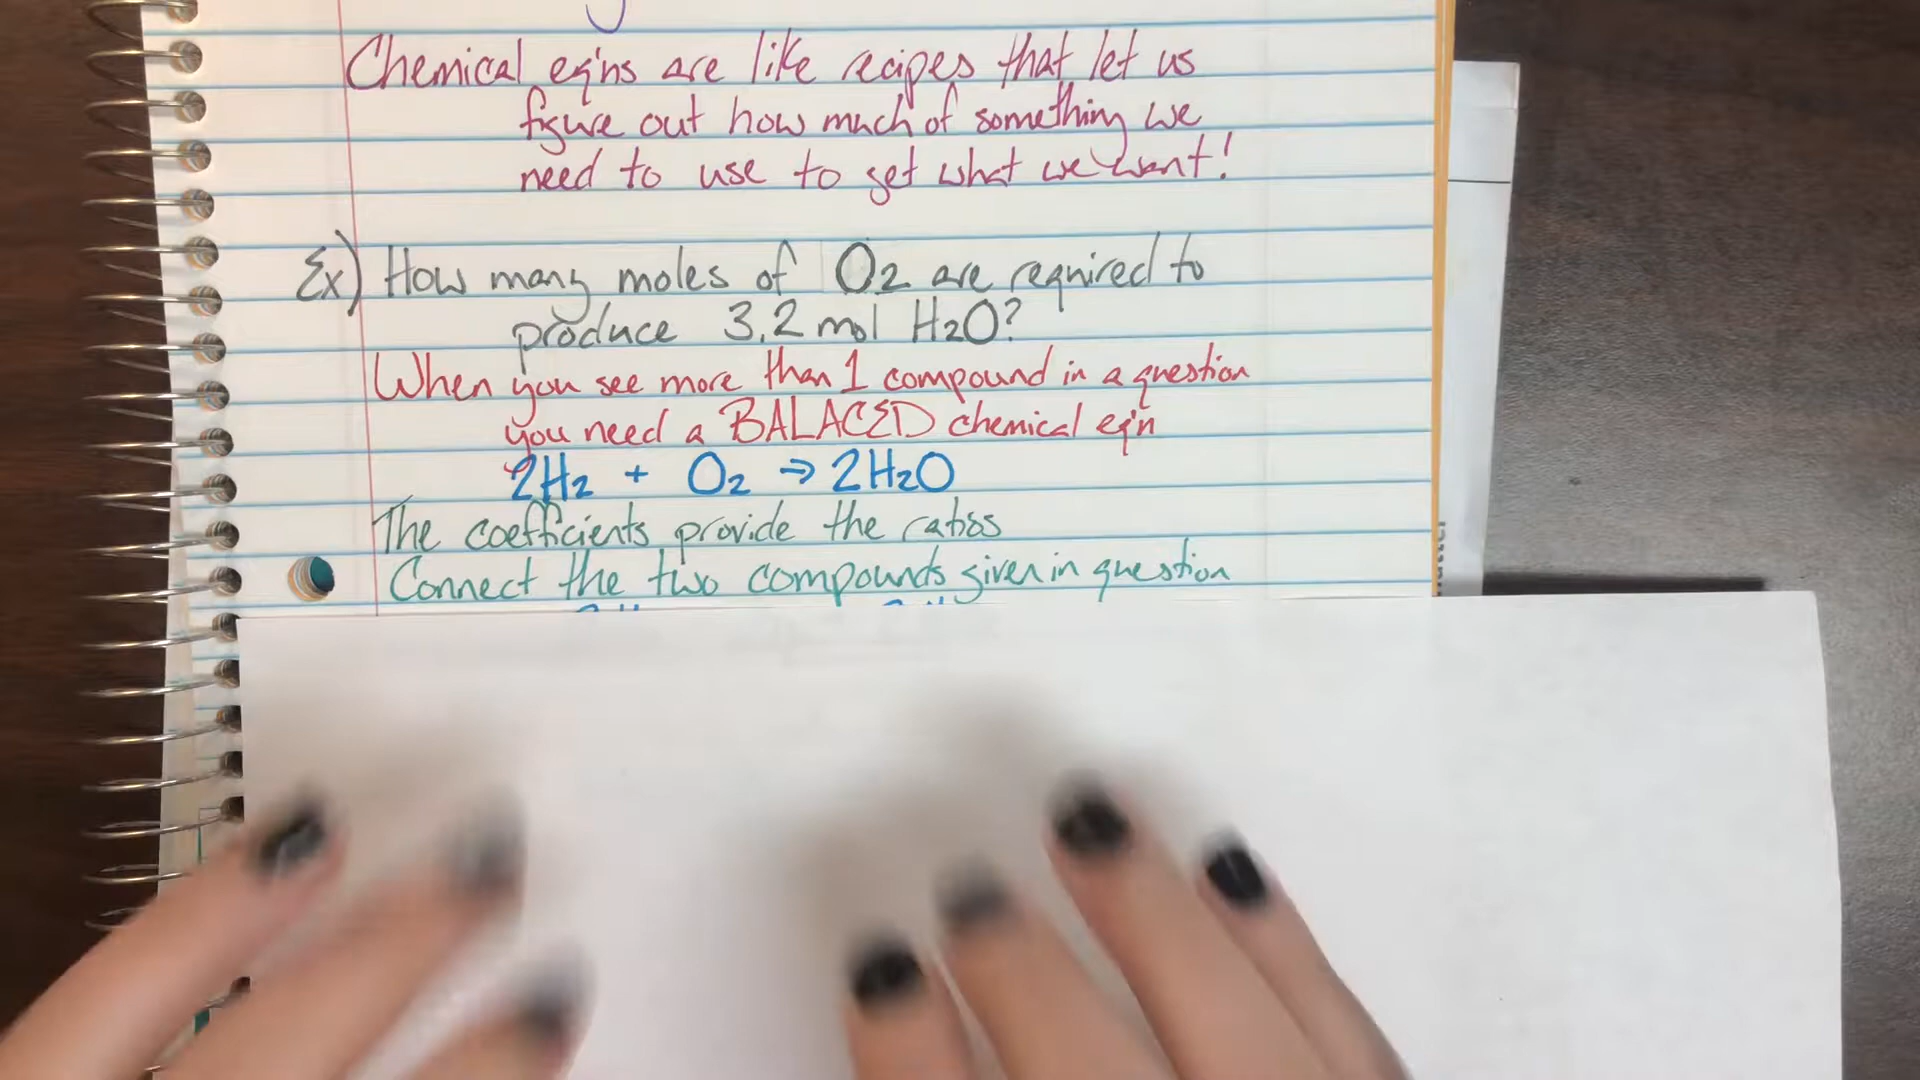 Chemical eq'ns are like recipes that let us
figure out how much of something we
need to use to get what we want!
Ex) How many moles of O2 are required to
produce 3.2 mol H2O?
When you see more than 1 compound in a question
you need a BALACED chemical eq'n
2H2 + O2 → 2H2O
The coefficients provide the ratios
Connect the two compounds given in question